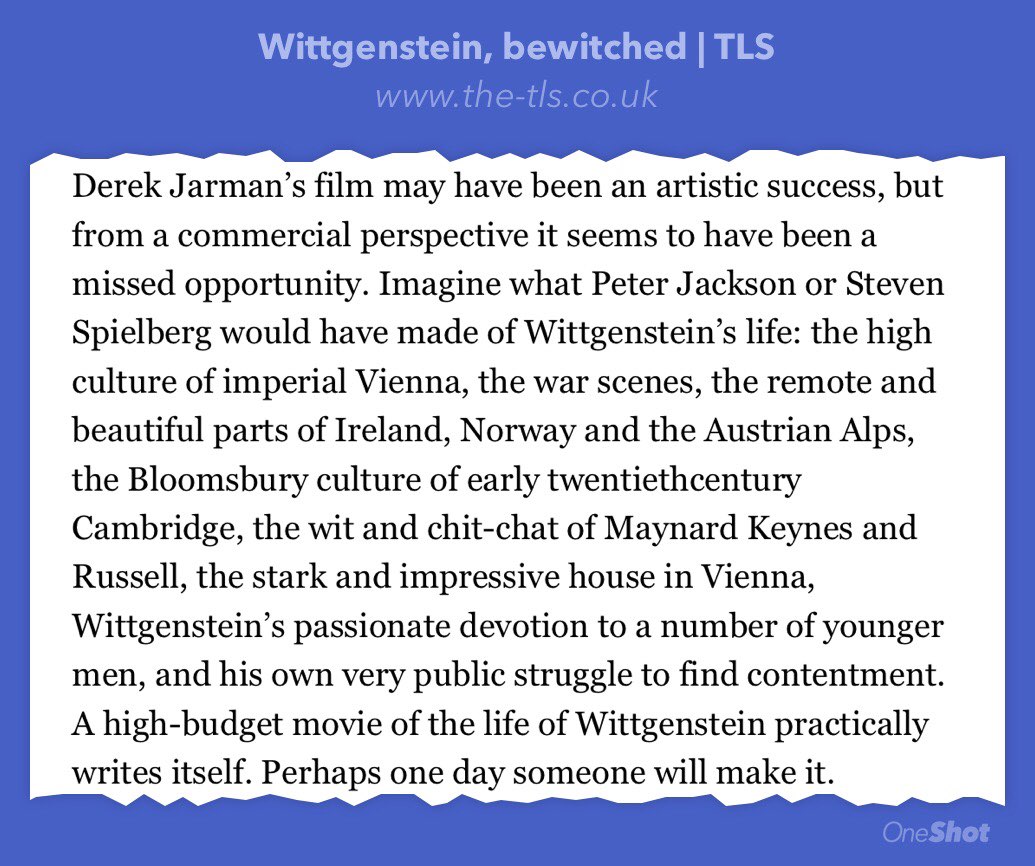 Wittgenstein, bewitched | TLS
www.the-tls.co.uk
Derek Jarman’s film may have been an artistic success, but
from a commercial perspective it seems to have been a
missed opportunity. Imagine what Peter Jackson or Steven
Spielberg would have made of Wittgenstein’s life: the high
culture of imperial Vienna, the war scenes, the remote and
beautiful parts of Ireland, Norway and the Austrian Alps,
the Bloomsbury culture of early twentiethcentury
Cambridge, the wit and chit-chat of Maynard Keynes and
Russell, the stark and impressive house in Vienna,
Wittgenstein’s passionate devotion to a number of younger
men, and his own very public struggle to find contentment.
A high-budget movie of the life of Wittgenstein practically
writes itself. Perhaps one day someone will make it.
OneShot